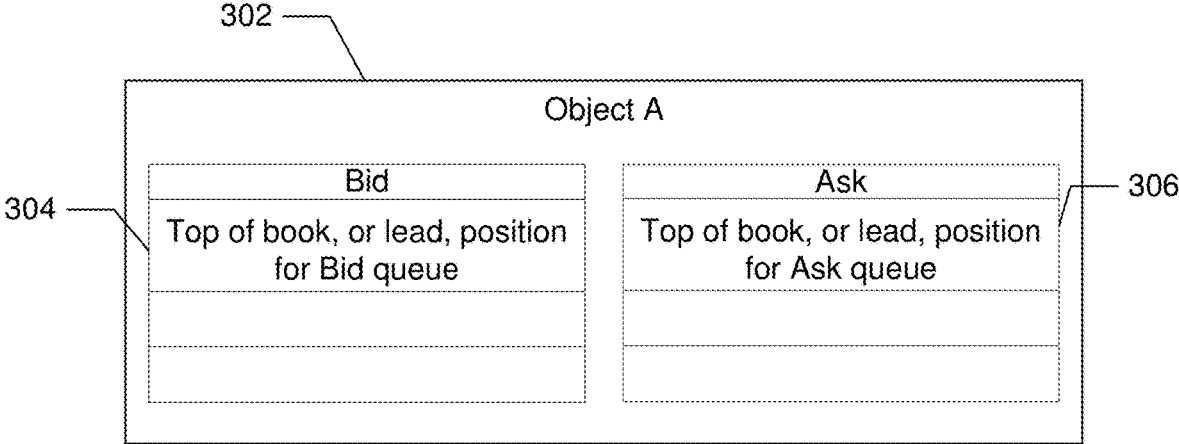 302
Object A
Bid
Ask
304
306
Top of book, or lead, position
for Bid queue
Top of book, or lead, position
for Ask queue